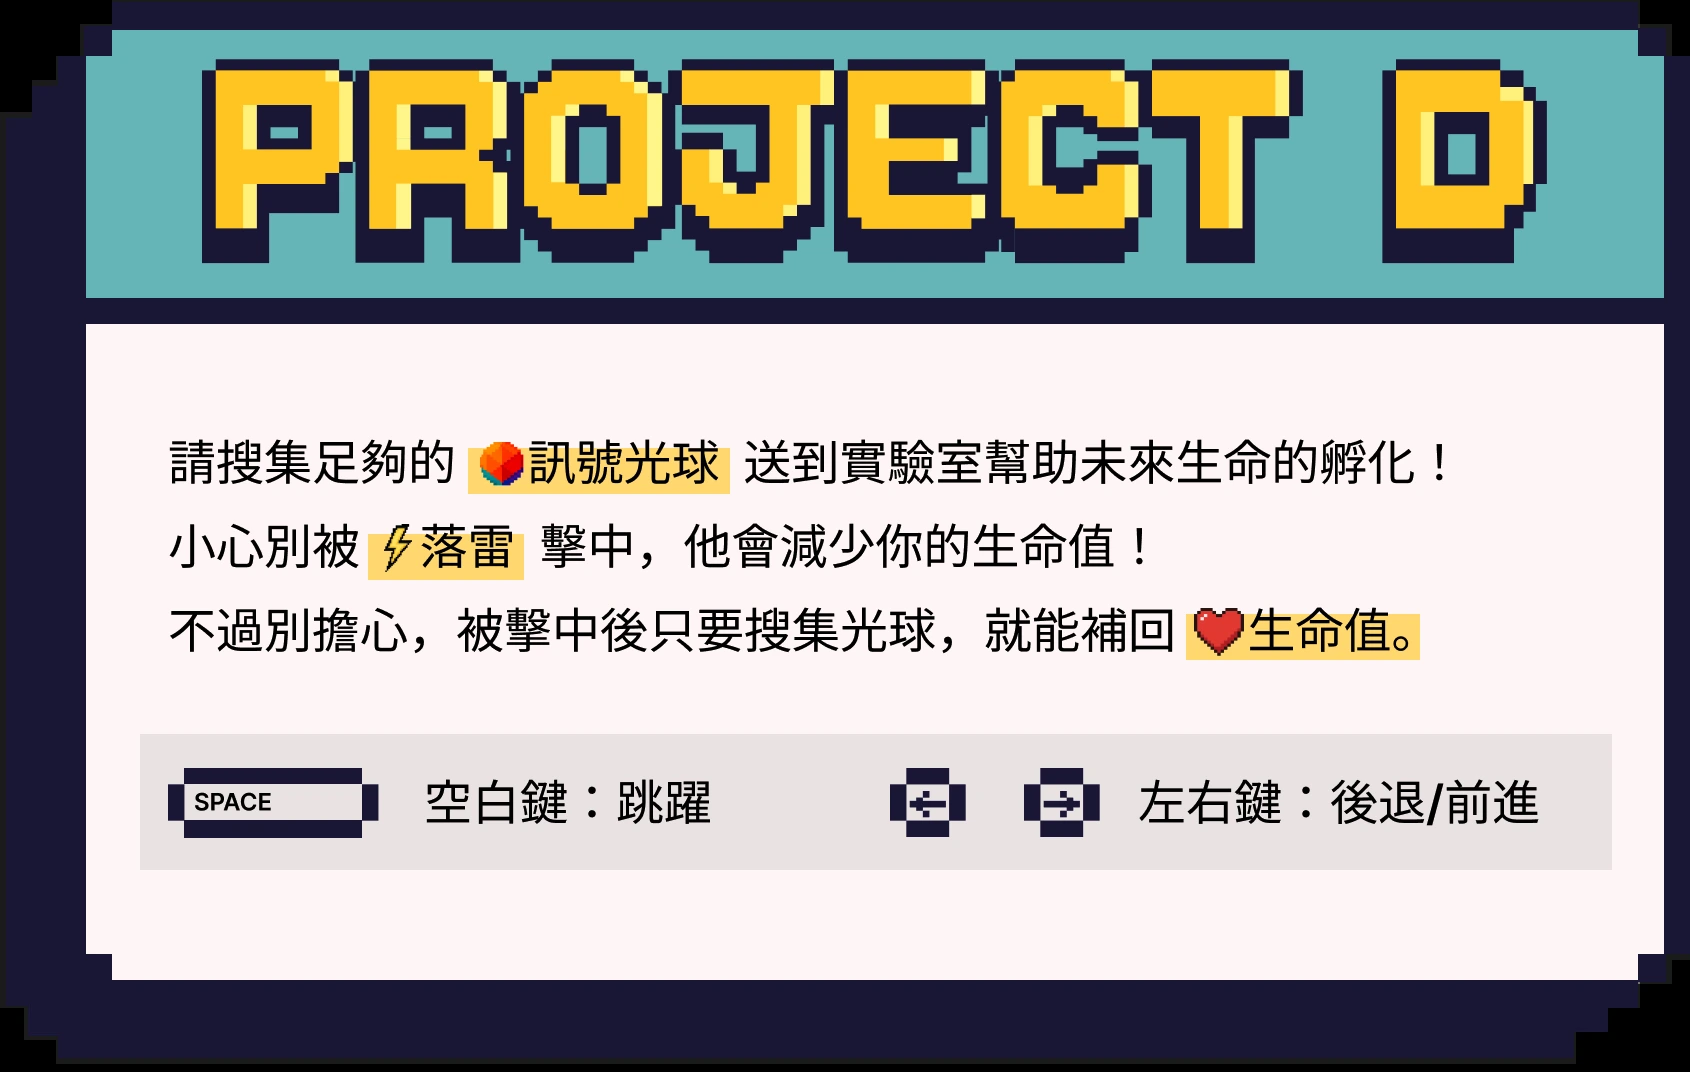 PROJECT D
請搜集足夠的 訊號光球 送到實驗室幫助未來生命的孵化！
小心別被 落雷 擊中，他會減少你的生命值！
不過別擔心，被擊中後只要搜集光球，就能補回 生命值。
SPACE 空白鍵：跳躍 ← → 左右鍵：後退/前進